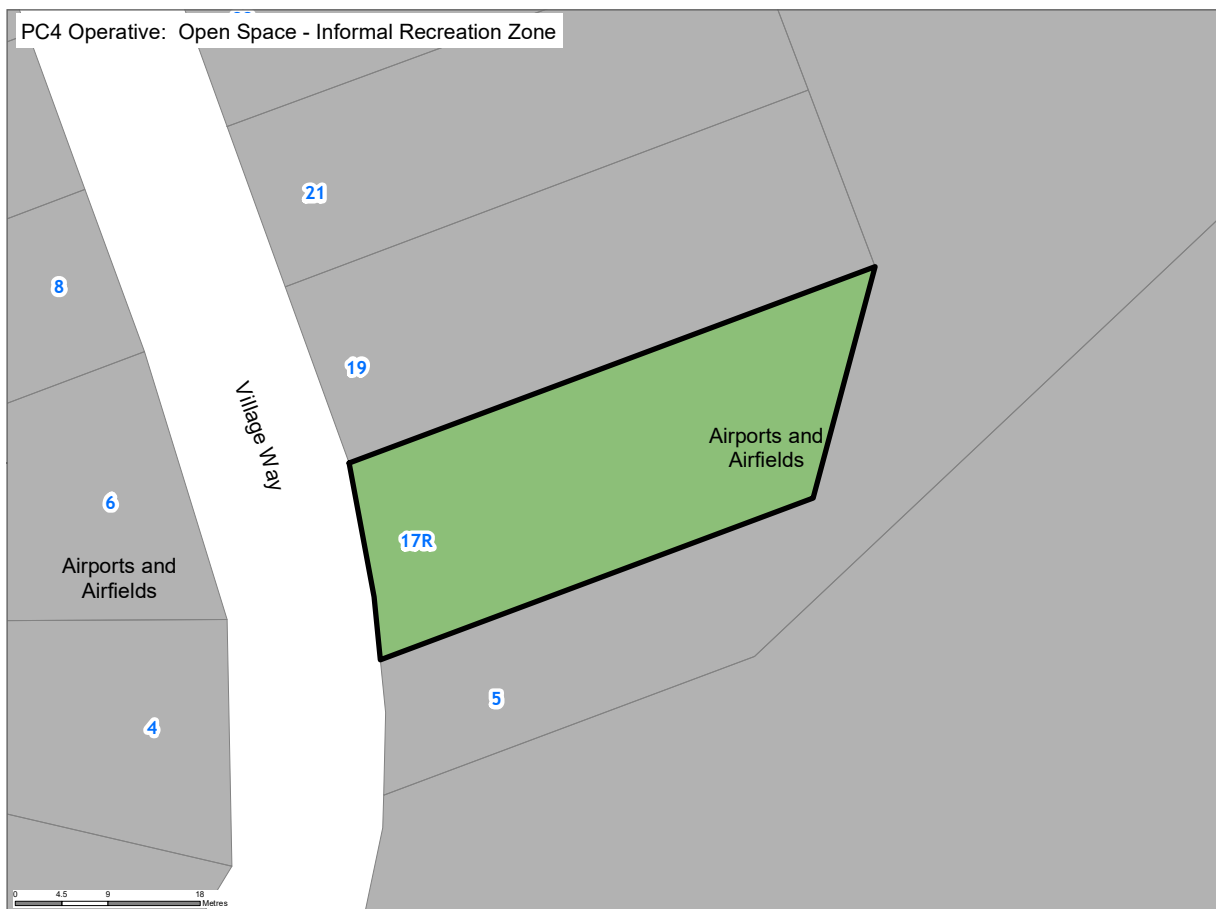 PC4 Operative:  Open Space - Informal Recreation Zone
21
8
19
Village Way
Airports and
Airfields
6
17R
Airports and
Airfields
5
4
0 4.5 9 18
Metres